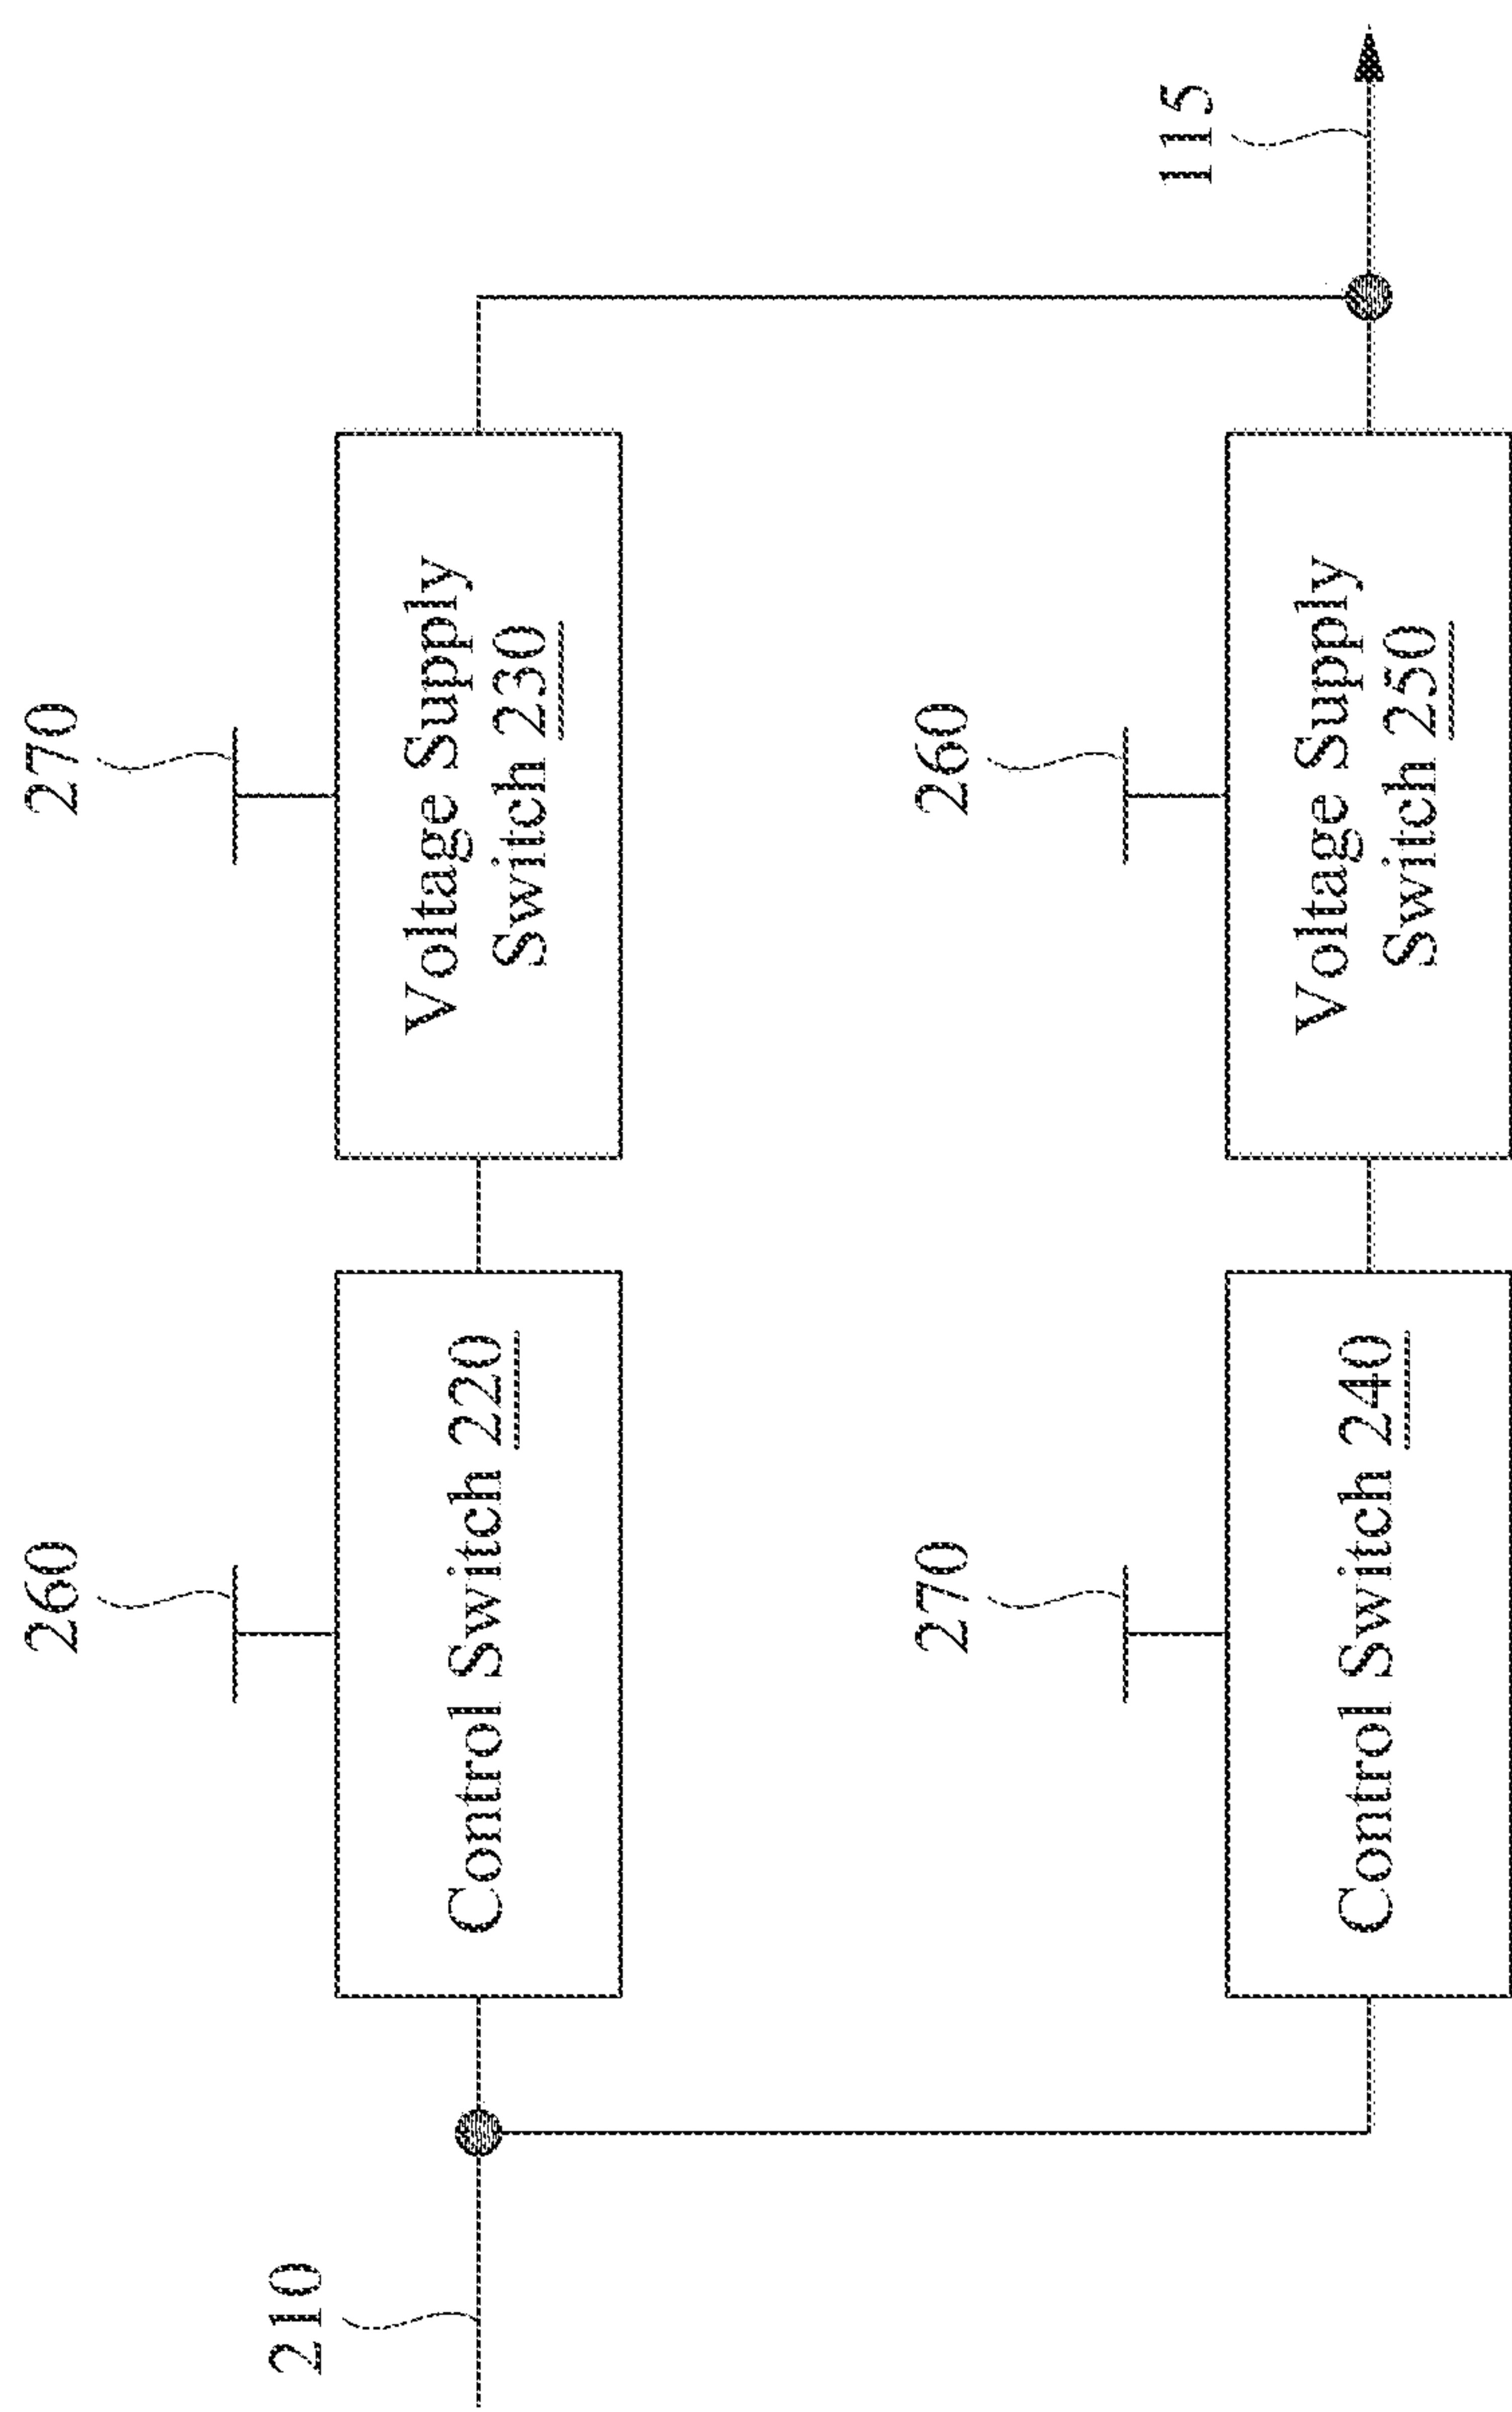 260
270
210
Control Switch 220
Voltage Supply
Switch 230
115
270
260
Control Switch 240
Voltage Supply
Switch 250